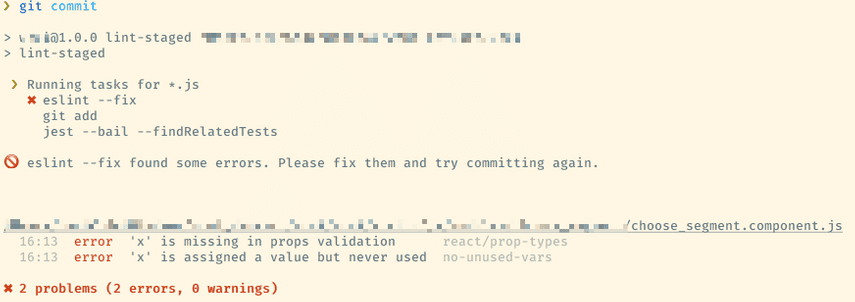 ❯ git commit
> @1.0.0 lint-staged
> lint-staged
❯ Running tasks for *.js
✖ eslint --fix
git add
jest --bail --findRelatedTests
🚫 eslint --fix found some errors. Please fix them and try committing again.
/choose_segment.component.js
16:13 error 'x' is missing in props validation react/prop-types
16:13 error 'x' is assigned a value but never used no-unused-vars
✖ 2 problems (2 errors, 0 warnings)